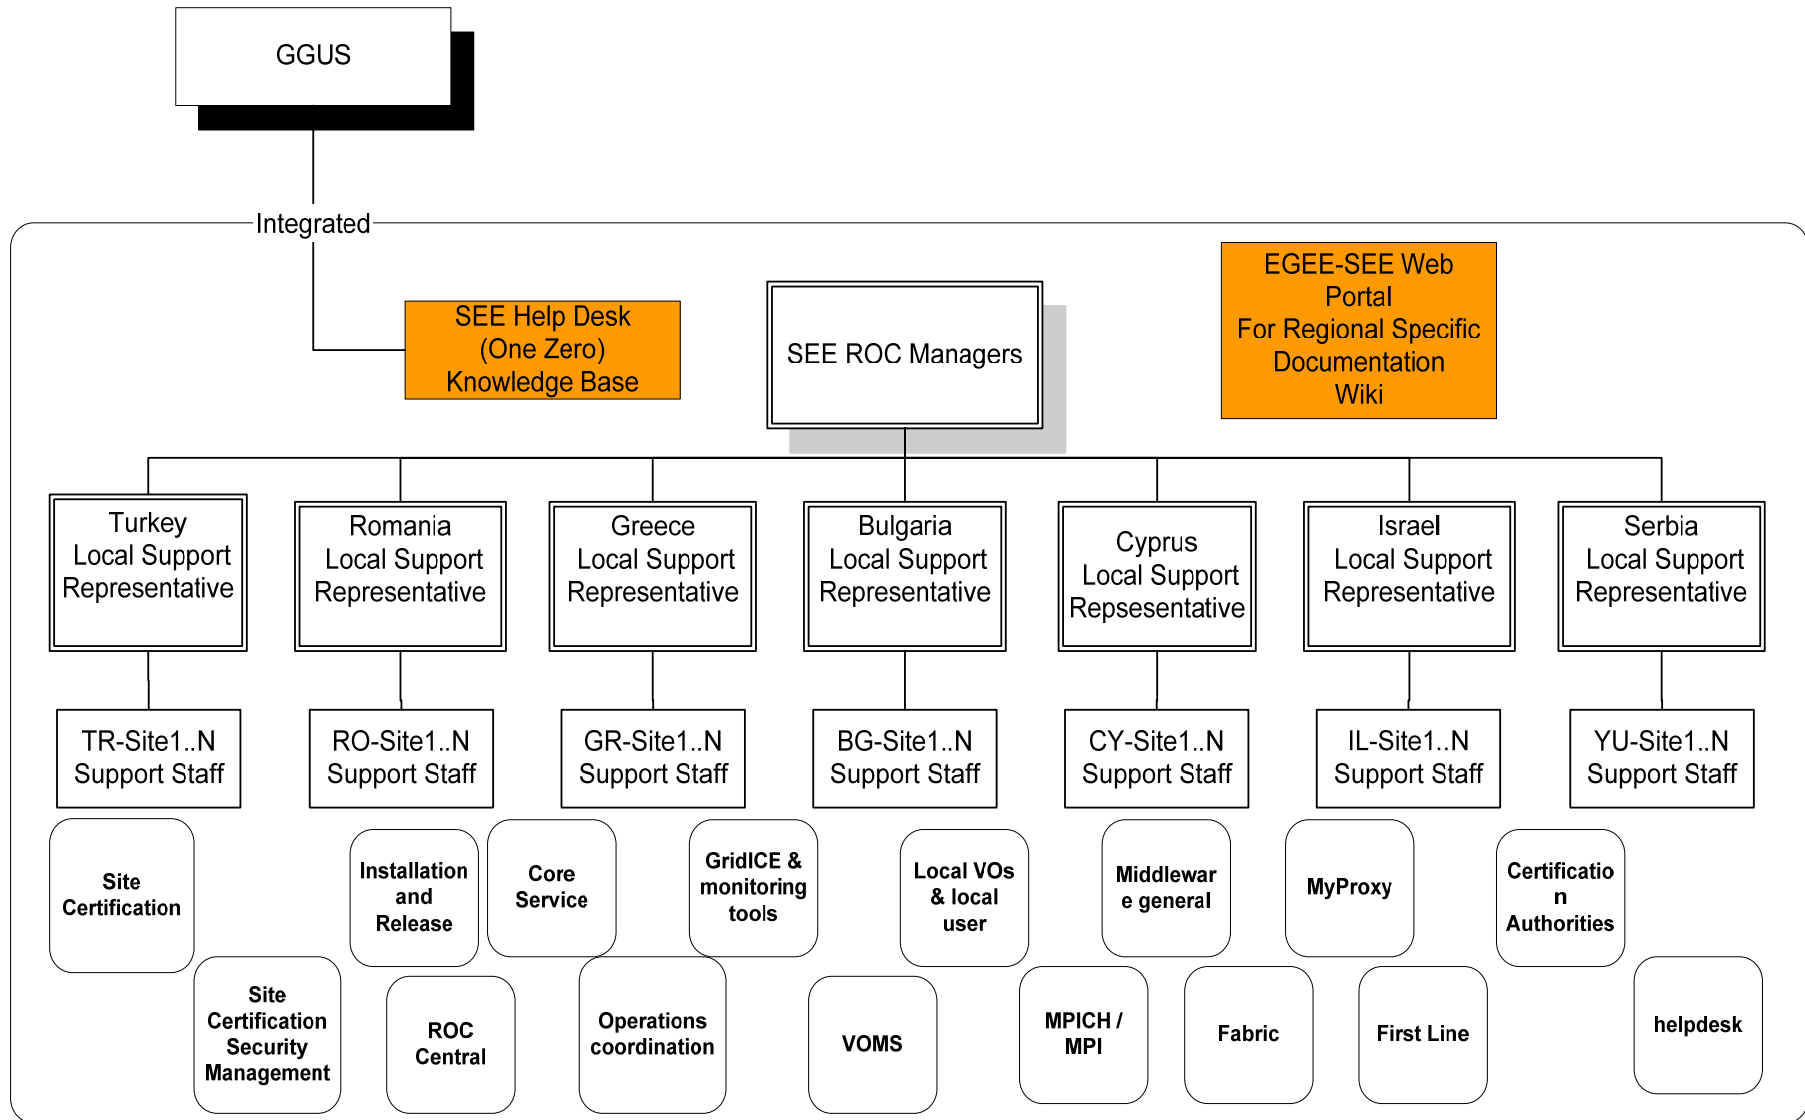 GGUS
Integrated
SEE Help Desk
(One Zero)
Knowledge Base
SEE ROC Managers
EGEE-SEE Web
Portal
For Regional Specific
Documentation
Wiki
Turkey
Local Support
Representative
Romania
Local Support
Representative
Greece
Local Support
Representative
Bulgaria
Local Support
Representative
Cyprus
Local Support
Repsesentative
Israel
Local Support
Representative
Serbia
Local Support
Representative
TR-Site1..N
Support Staff
RO-Site1..N
Support Staff
GR-Site1..N
Support Staff
BG-Site1..N
Support Staff
CY-Site1..N
Support Staff
IL-Site1..N
Support Staff
YU-Site1..N
Support Staff
Site
Certification
Installation
and
Release
Core
Service
GridICE &
monitoring
tools
Local VOs
& local
user
Middlewar
e general
MyProxy
Certificatio
n
Authorities
Site
Certification
Security
Management
ROC
Central
Operations
coordination
VOMS
MPICH /
MPI
Fabric
First Line
helpdesk